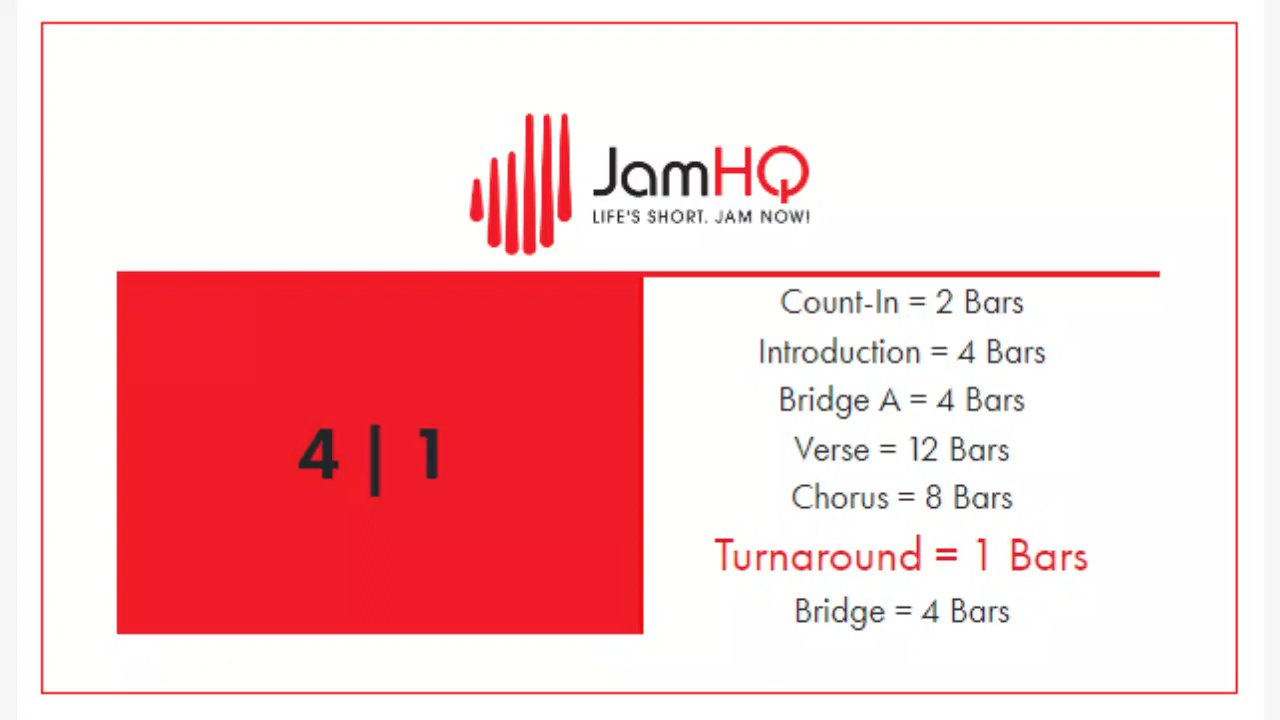 JamHQ
LIFE'S SHORT. JAM NOW!
4 | 1
Count-In = 2 Bars
Introduction = 4 Bars
Bridge A = 4 Bars
Verse = 12 Bars
Chorus = 8 Bars
Turnaround = 1 Bars
Bridge = 4 Bars